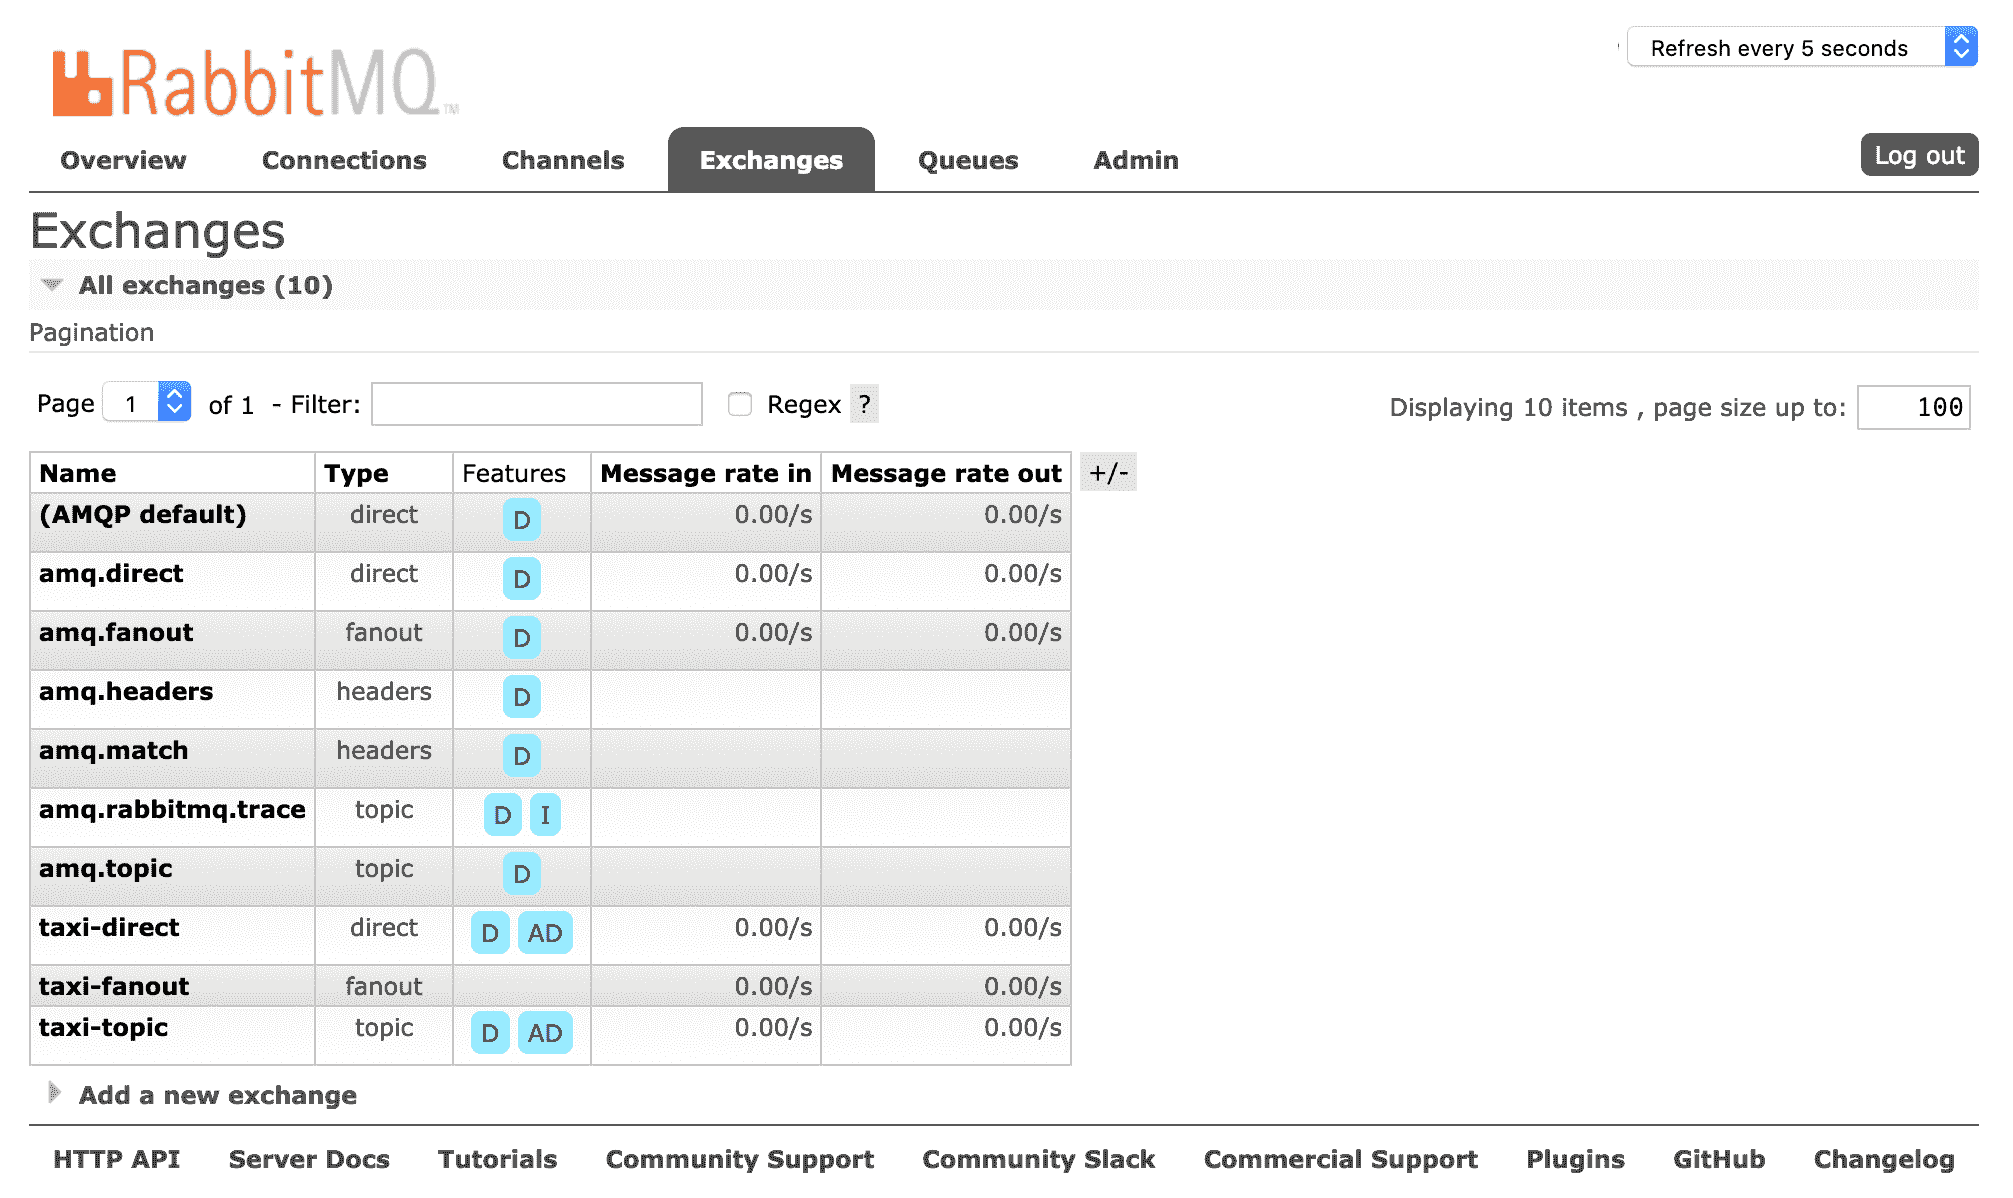 Refresh every 5 seconds
RabbitMQ TM
Overview Connections Channels Exchanges Queues Admin Log out
Exchanges
All exchanges (10)
Pagination
Page 1 of 1 - Filter: Regex ? Displaying 10 items , page size up to: 100
Name Type Features Message rate in Message rate out +/-
(AMQP default) direct D 0.00/s 0.00/s
amq.direct direct D 0.00/s 0.00/s
amq.fanout fanout D 0.00/s 0.00/s
amq.headers headers D
amq.match headers D
amq.rabbitmq.trace topic D I
amq.topic topic D
taxi-direct direct D AD 0.00/s 0.00/s
taxi-fanout fanout 0.00/s 0.00/s
taxi-topic topic D AD 0.00/s 0.00/s
Add a new exchange
HTTP API Server Docs Tutorials Community Support Community Slack Commercial Support Plugins GitHub Changelog